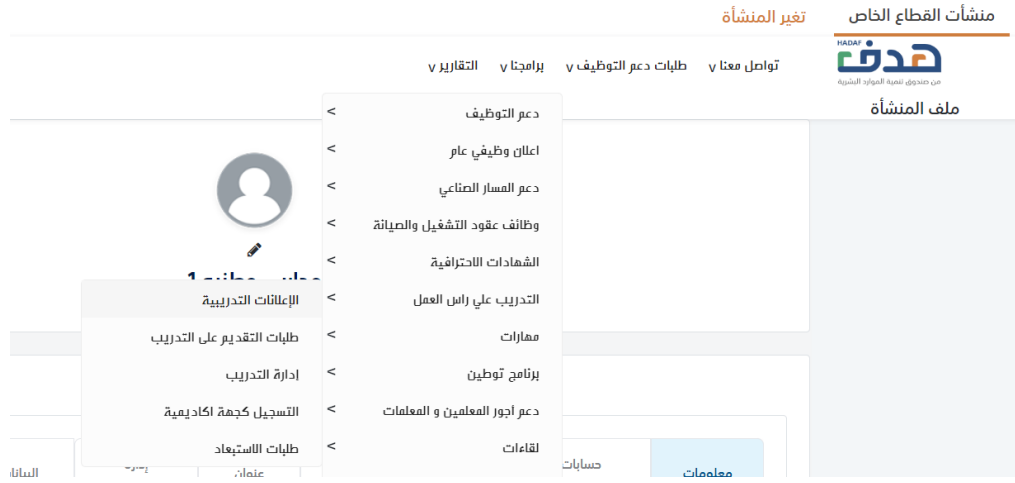 منشأت القطاع الخاص
تغير المنشأة
HADAF
هدف
من صندوق تنمية الموارد البشرية
تواصل معنا
طلبات دعم التوظيف
برامجنا
التقارير
ملف المنشأة
دعم التوظيف
اعلان وظيفي عام
دعم المسار الصناعي
وظائف عقود التشغيل والصيانة
الشهادات الاحترافية
التدريب علي راس العمل
مهارات
برنامج توطين
دعم أجور المعلمين و المعلمات
لقاءات
الإعلانات التدريبية
طلبات التقديم على التدريب
إدارة التدريب
التسجيل كجهة اكاديمية
طلبات الاستبعاد
معلومات
حسابات
عنوان